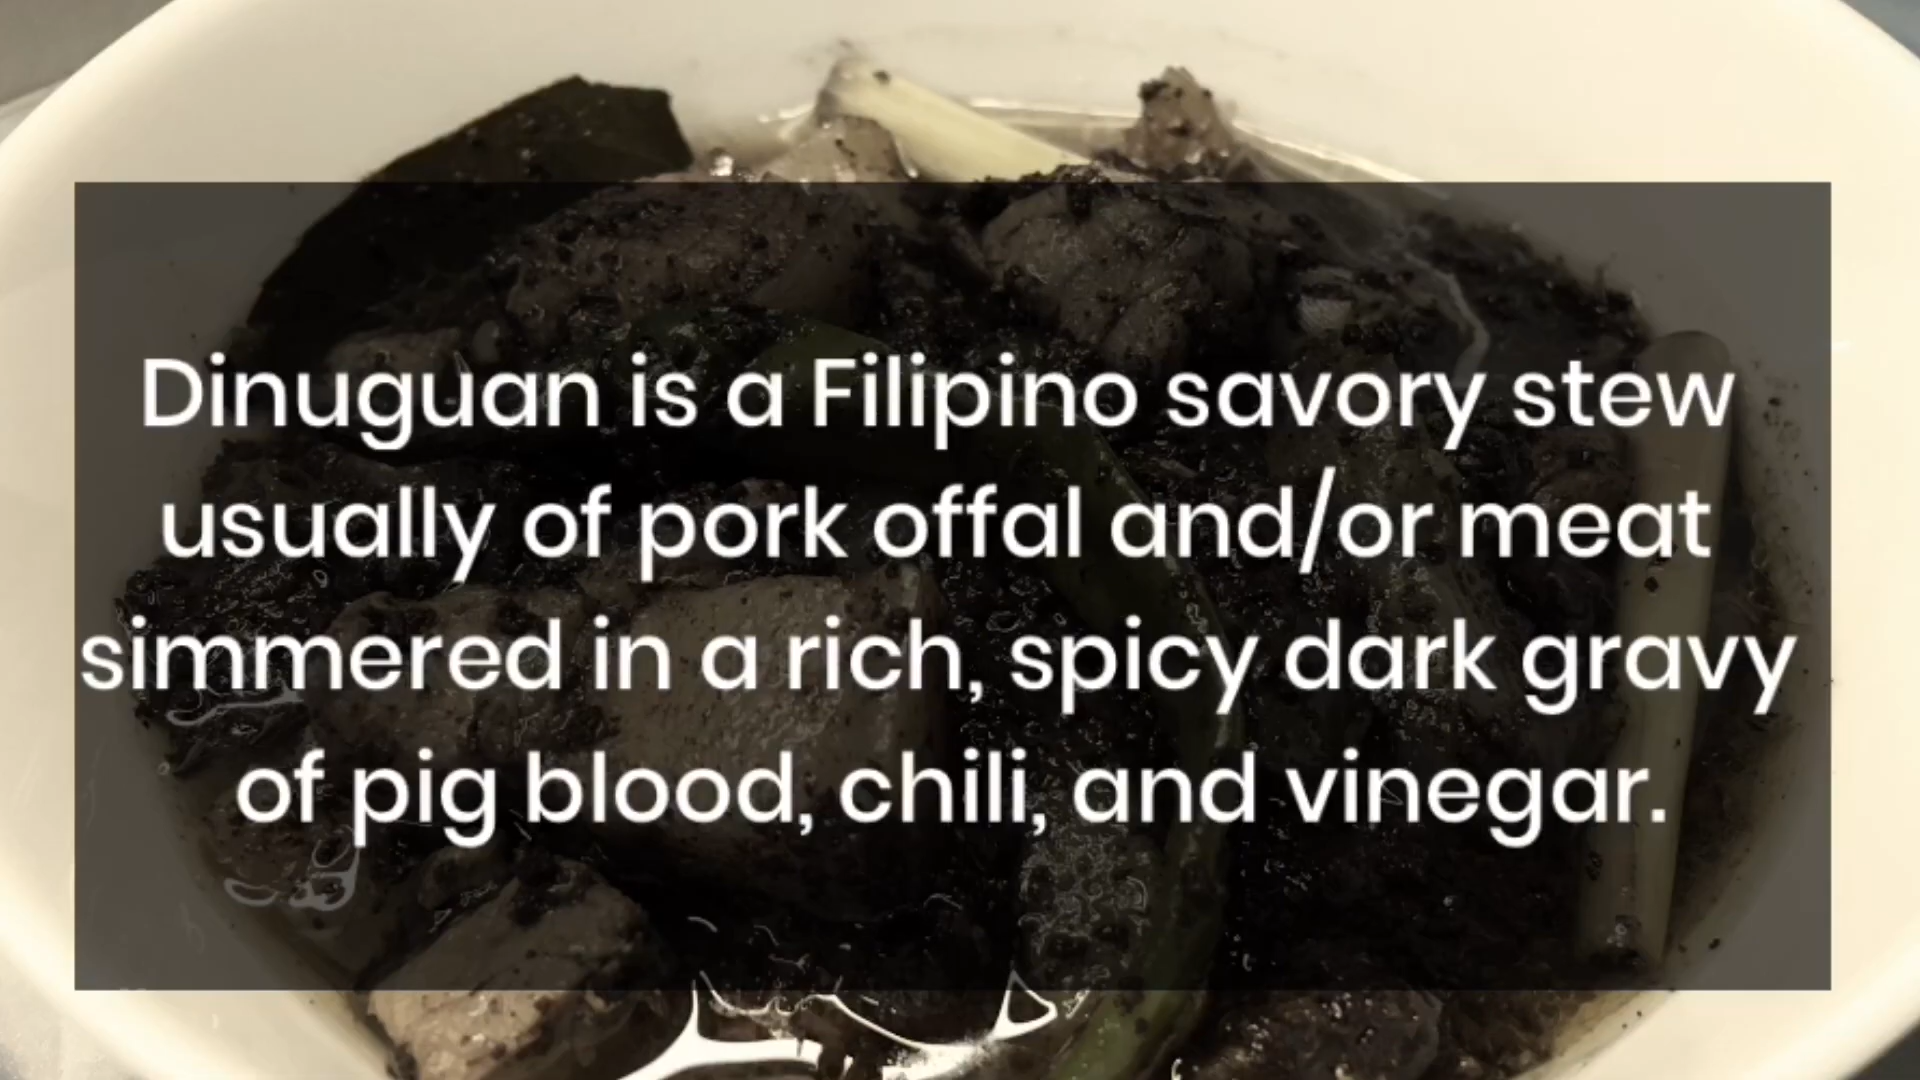 Dinuguan is a Filipino savory stew
usually of pork offal and/or meat
simmered in a rich, spicy dark gravy
of pig blood, chili, and vinegar.